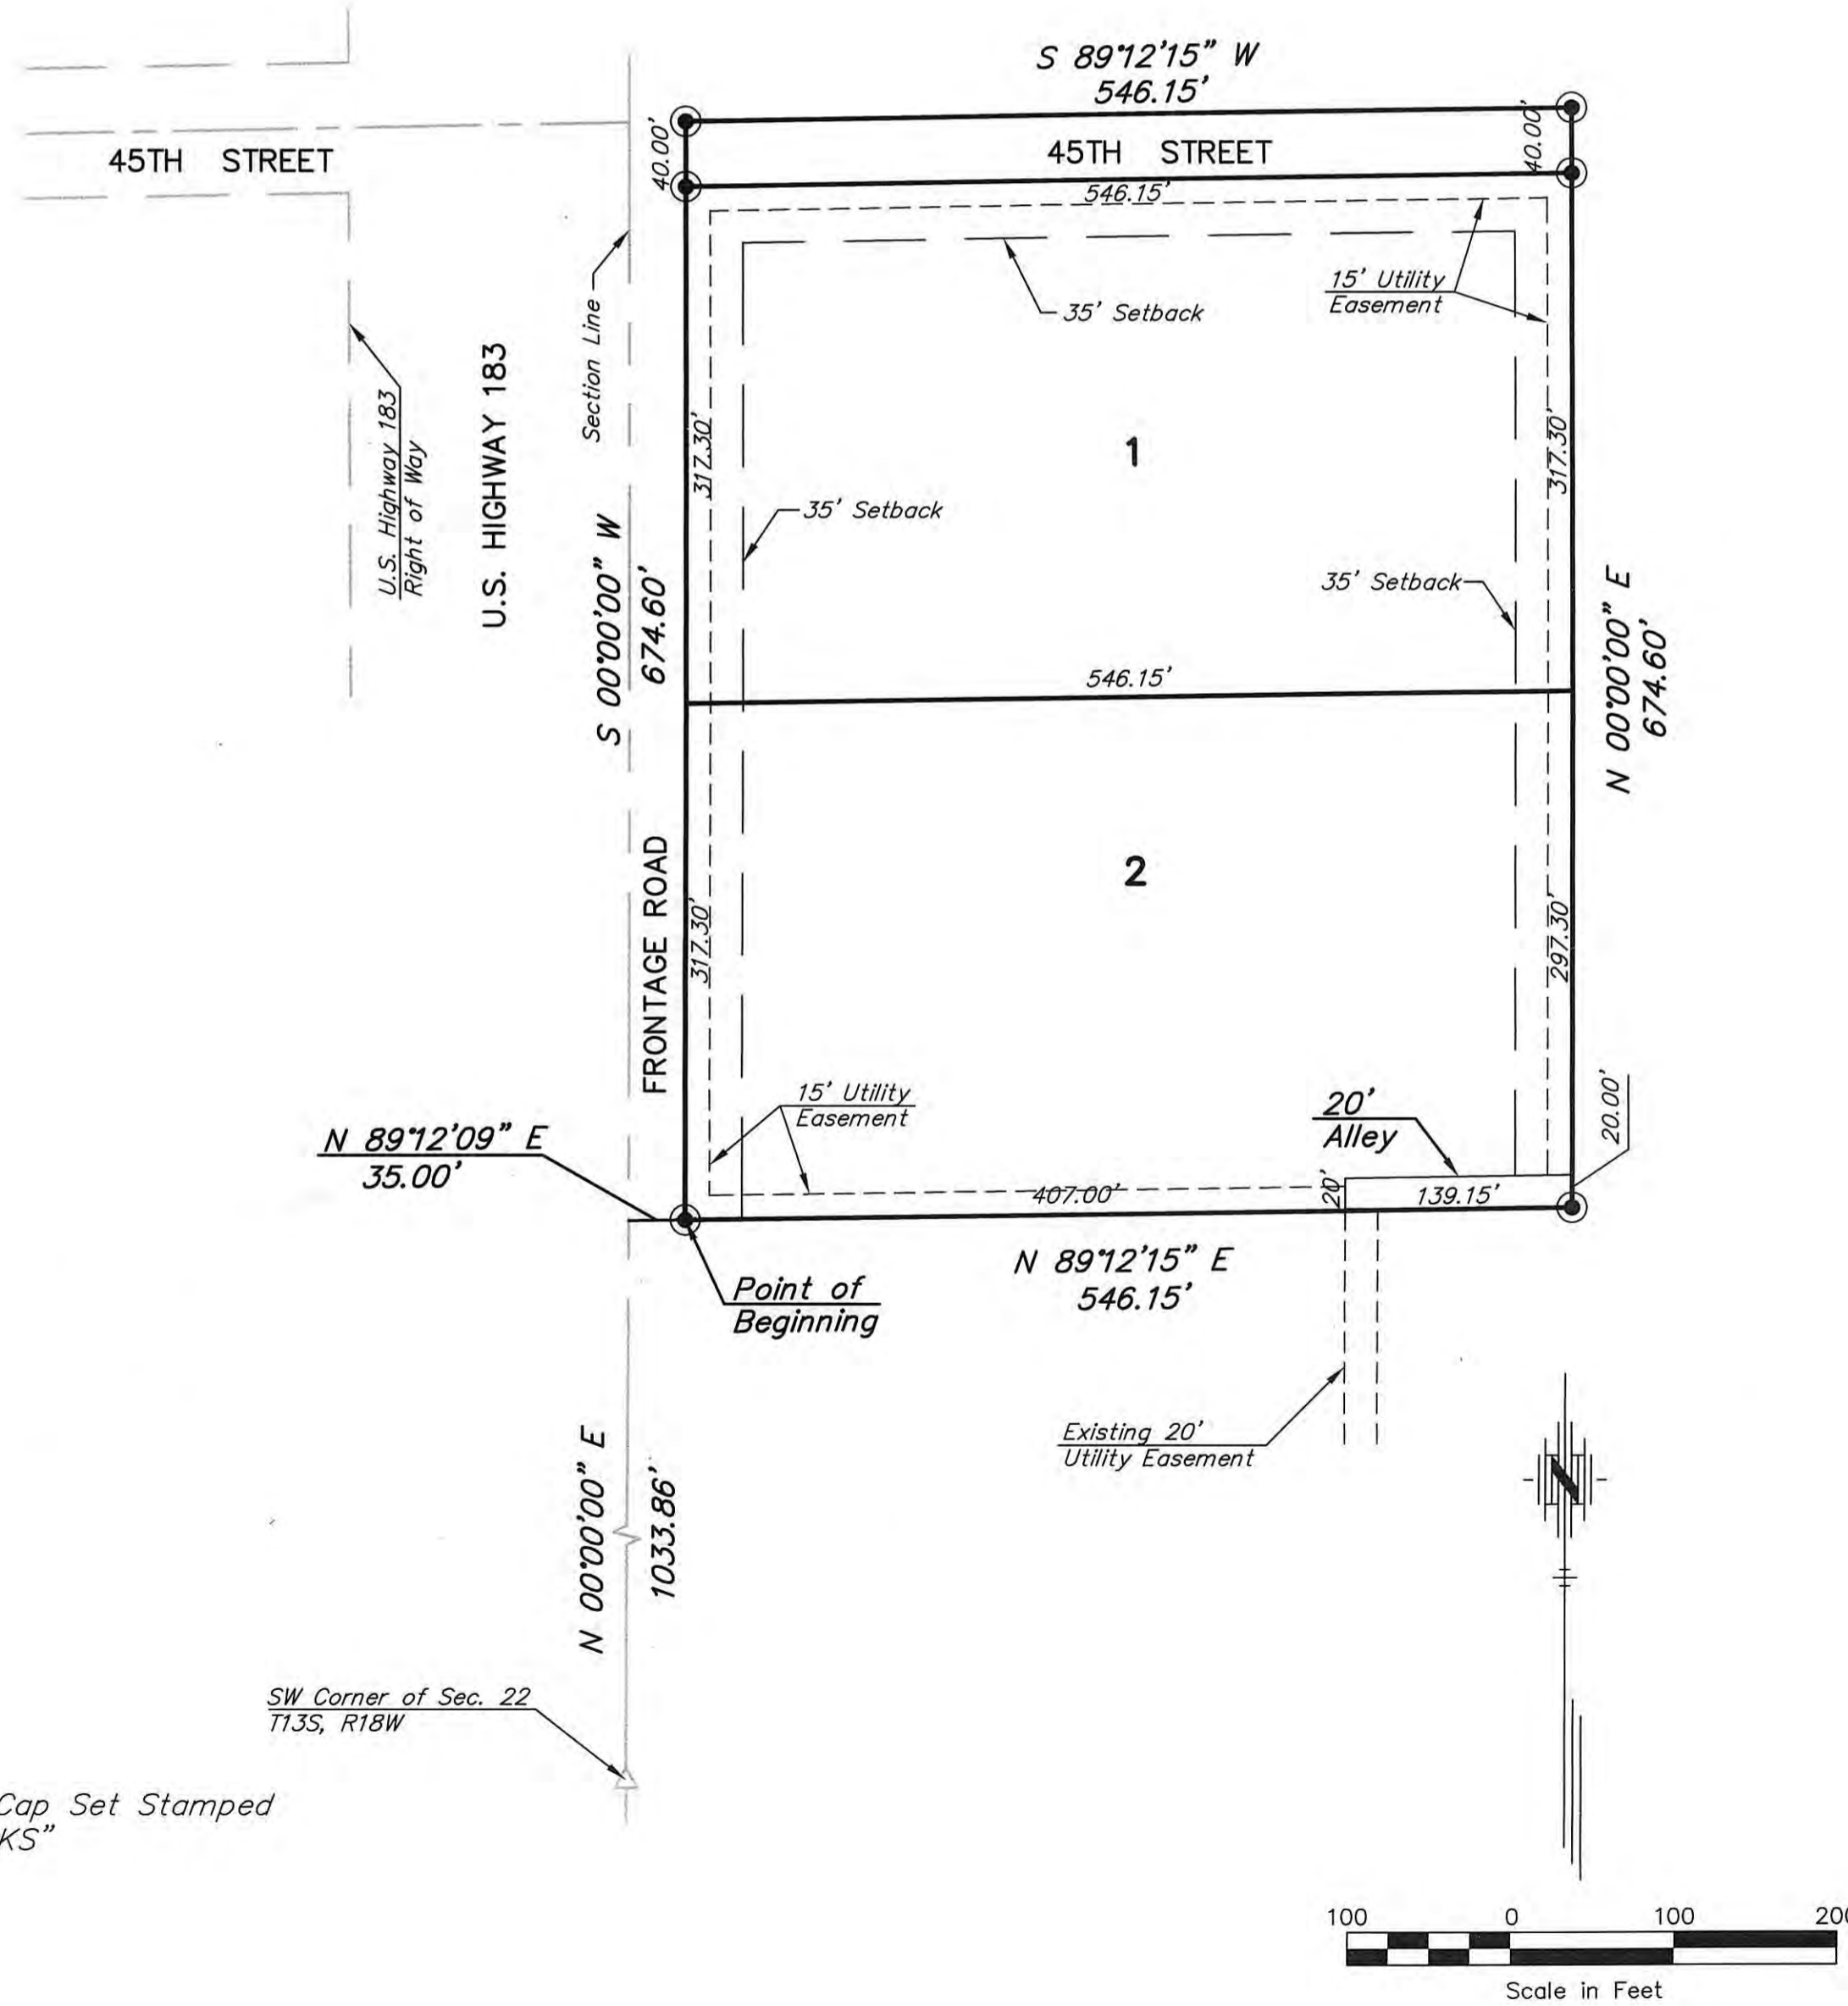 S 89°12'15" W
546.15'
40.00'
45TH STREET
45TH STREET
40.00'
546.15'
15' Utility
Easement
35' Setback
Section Line
U.S. Highway 183
Right of Way
U.S. HIGHWAY 183
317.30'
1
317.30'
35' Setback
35' Setback
S 00°00'00" W
674.60'
N 00°00'00" E
674.60'
546.15'
FRONTAGE ROAD
317.30'
2
297.30'
15' Utility
Easement
20'
Alley
20.00'
N 89°12'09" E
35.00'
407.00'
20'
139.15'
N 89°12'15" E
546.15'
Point of
Beginning
Existing 20'
Utility Easement
N 00°00'00" E
1033.86'
N
SW Corner of Sec. 22
T13S, R18W
Cap Set Stamped
KS"
100 0 100 200
Scale in Feet